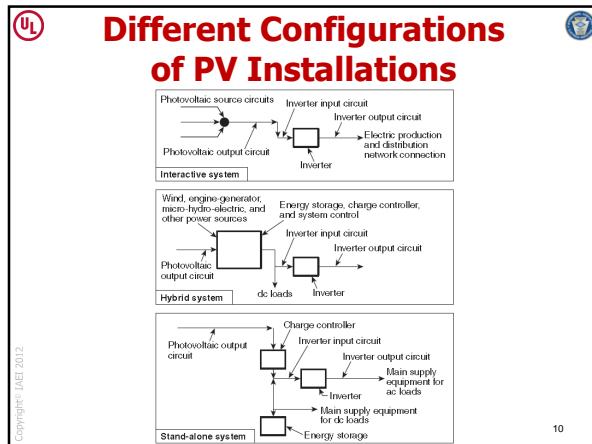 UL
Different Configurations
of PV Installations
Photovoltaic source circuits
Inverter input circuit
Inverter output circuit
Electric production
and distribution
network connection
Photovoltaic output circuit
Inverter
Interactive system
Wind, engine-generator,
micro-hydro-electric, and
other power sources
Energy storage, charge controller,
and system control
Inverter input circuit
Inverter output circuit
Photovoltaic
output circuit
dc loads
Inverter
Hybrid system
Charge controller
Photovoltaic output
circuit
Inverter input circuit
Inverter output circuit
Main supply
equipment for
ac loads
Inverter
Main supply equipment
for dc loads
Energy storage
Stand-alone system
Copyright© IAEI 2012
10